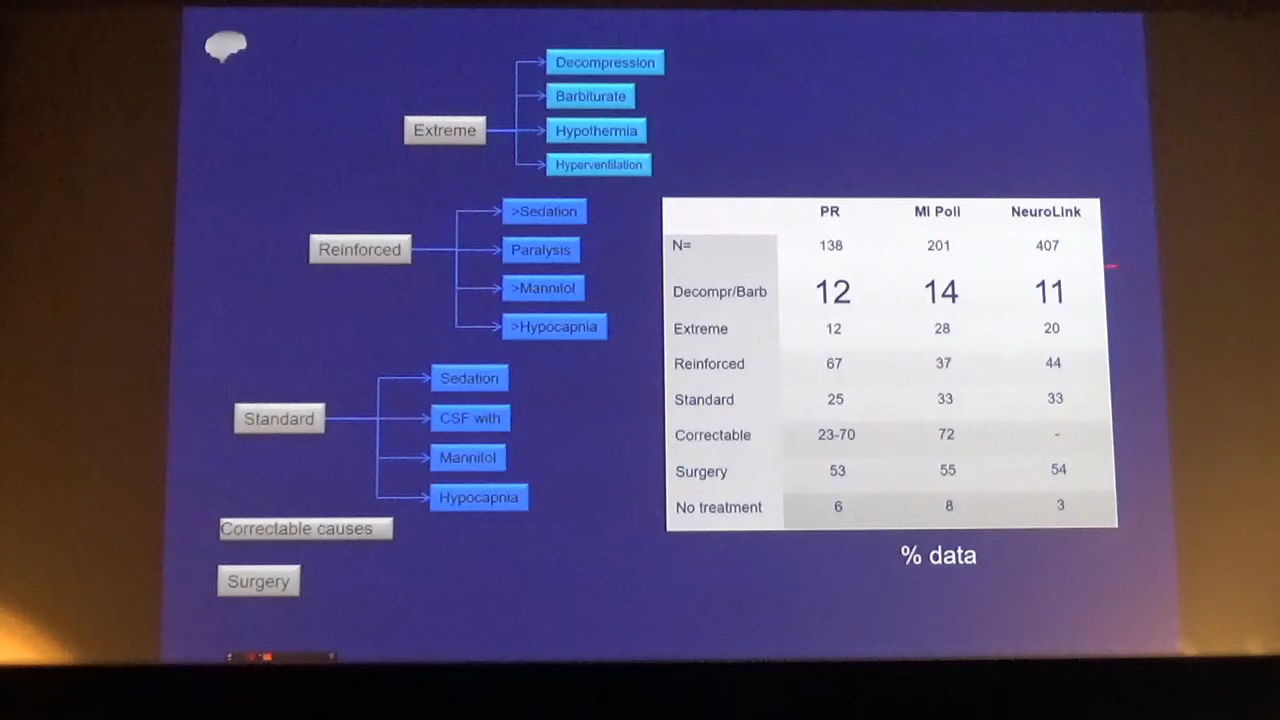 Decompression
Barbiturate
Extreme
Hypothermia
Hyperventilation
>Sedation
Reinforced
Paralysis
>Mannitol
>Hypocapnia
Sedation
Standard
CSF with
Mannitol
Hypocapnia
Correctable causes
Surgery
PR MI Poll NeuroLink
N= 138 201 407
Decompr/Barb 12 14 11
Extreme 12 28 20
Reinforced 67 37 44
Standard 25 33 33
Correctable 23-70 72 -
Surgery 53 55 54
No treatment 6 8 3
% data